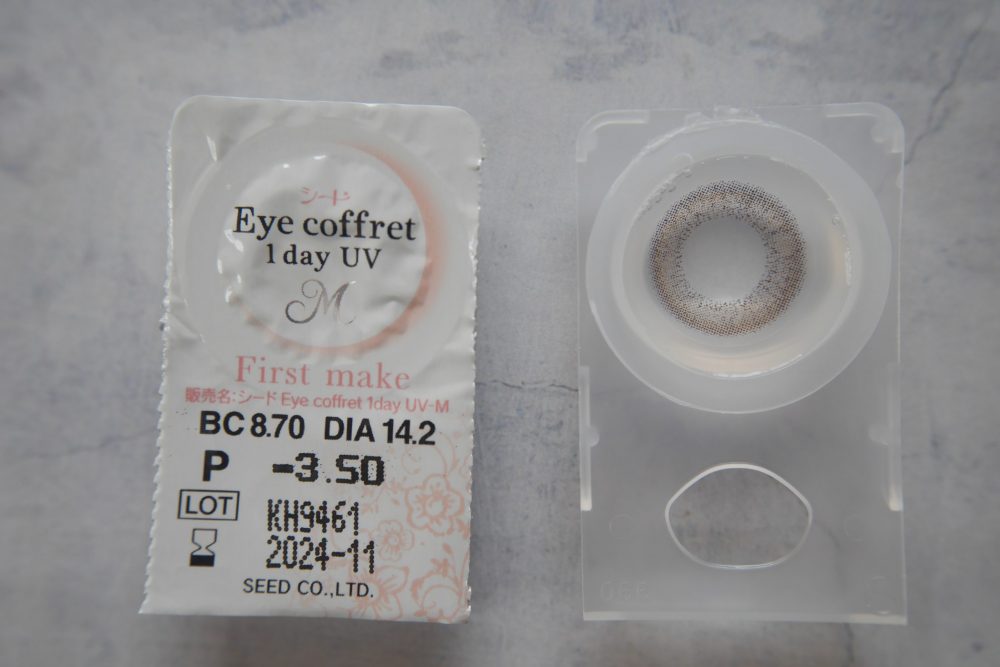 シード
Eye coffret
1day UV
M
First make
販売名:シード Eye coffret 1day UV-M
BC 8.70 DIA 14.2
P -3.50
LOT KH9461
2024-11
SEED CO.,LTD.